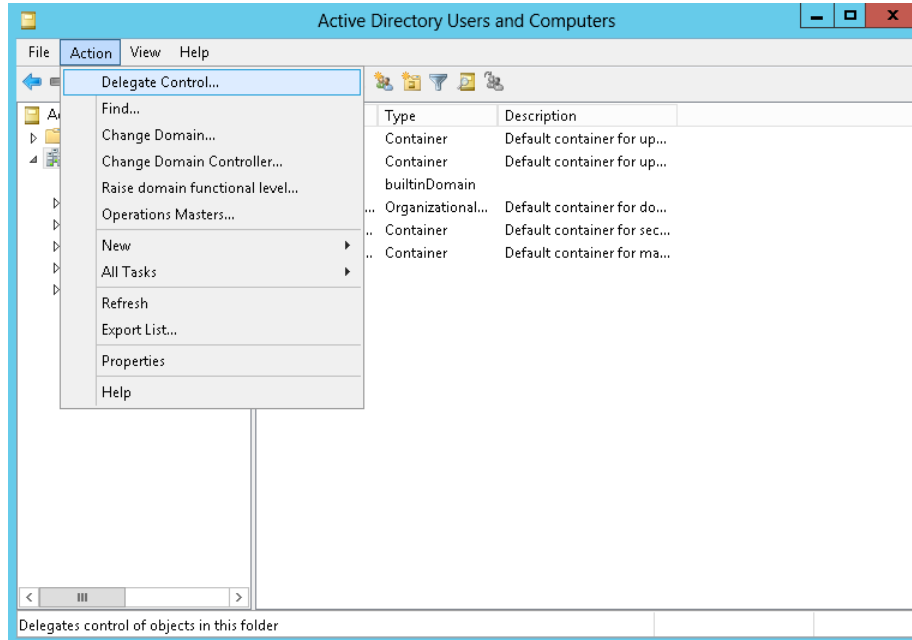 Active Directory Users and Computers
File Action View Help
Delegate Control...
Find...
Change Domain...
Change Domain Controller...
Raise domain functional level...
Operations Masters...
New
All Tasks
Refresh
Export List...
Properties
Help
A
Type Description
Container Default container for up...
Container Default container for up...
builtinDomain
... Organizational... Default container for do...
.. Container Default container for sec...
.. Container Default container for ma...
Delegates control of objects in this folder